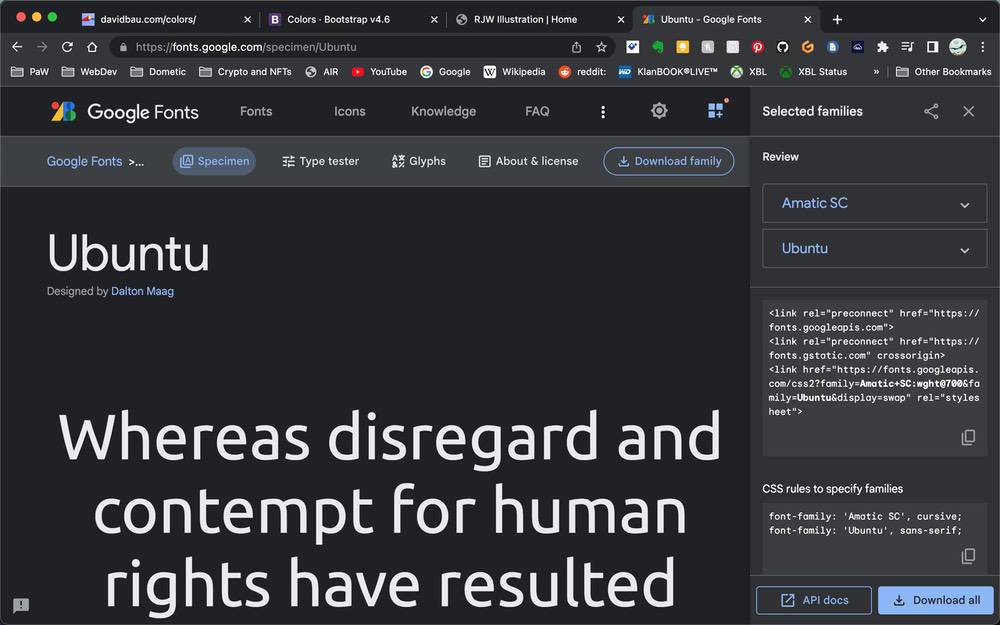 davidbau.com/colors/
Colors · Bootstrap v4.6
RJW Illustration | Home
Ubuntu - Google Fonts
https://fonts.google.com/specimen/Ubuntu
PaW
WebDev
Dometic
Crypto and NFTs
AIR
YouTube
Google
Wikipedia
reddit:
KlanBOOK®LIVE™
XBL
XBL Status
»
Other Bookmarks
Google Fonts
Fonts
Icons
Knowledge
FAQ
Google Fonts >...
Specimen
Type tester
Glyphs
About & license
Download family
Ubuntu
Designed by Dalton Maag
Whereas disregard and
contempt for human
rights have resulted
Selected families
Review
Amatic SC
Ubuntu
<link rel="preconnect" href="https://
fonts.googleapis.com">
<link rel="preconnect" href="https://
fonts.gstatic.com" crossorigin>
<link href="https://fonts.googleapis.
com/css2?family=Amatic+SC:wght@700&fa
mily=Ubuntu&display=swap" rel="styles
heet">
CSS rules to specify families
font-family: 'Amatic SC', cursive;
font-family: 'Ubuntu', sans-serif;
API docs
Download all